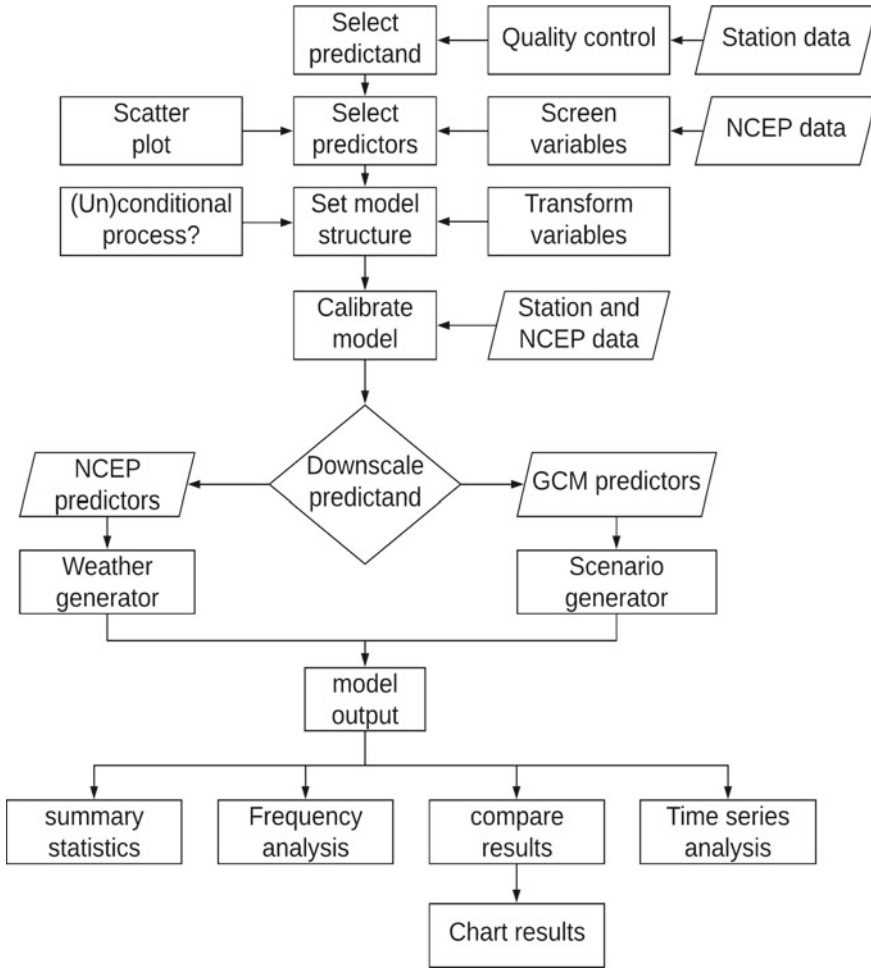 Select
predictand
Quality control
Station data
Scatter
plot
Select
predictors
Screen
variables
NCEP data
(Un)conditional
process?
Set model
structure
Transform
variables
Calibrate
model
Station and
NCEP data
Downscale
predictand
NCEP
predictors
GCM predictors
Weather
generator
Scenario
generator
model
output
summary
statistics
Frequency
analysis
compare
results
Time series
analysis
Chart results